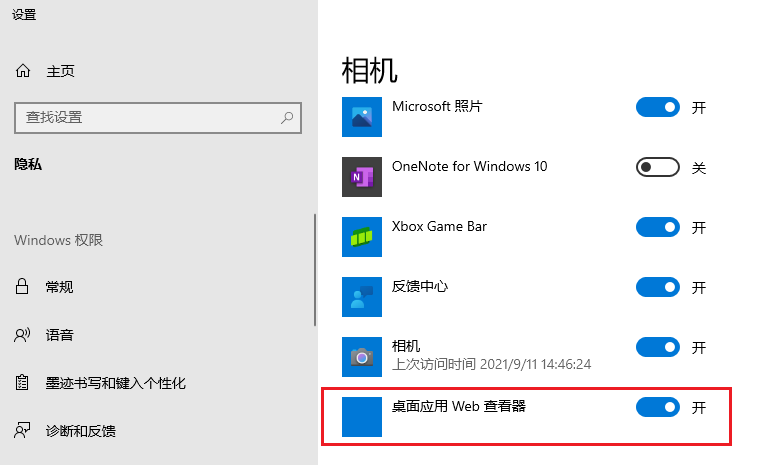 设置
主页
查找设置
隐私
Windows 权限
常规
语音
墨迹书写和键入个性化
诊断和反馈
相机
Microsoft 照片
开
OneNote for Windows 10
关
Xbox Game Bar
开
反馈中心
开
相机
上次访问时间 2021/9/11 14:46:24
开
桌面应用 Web 查看器
开